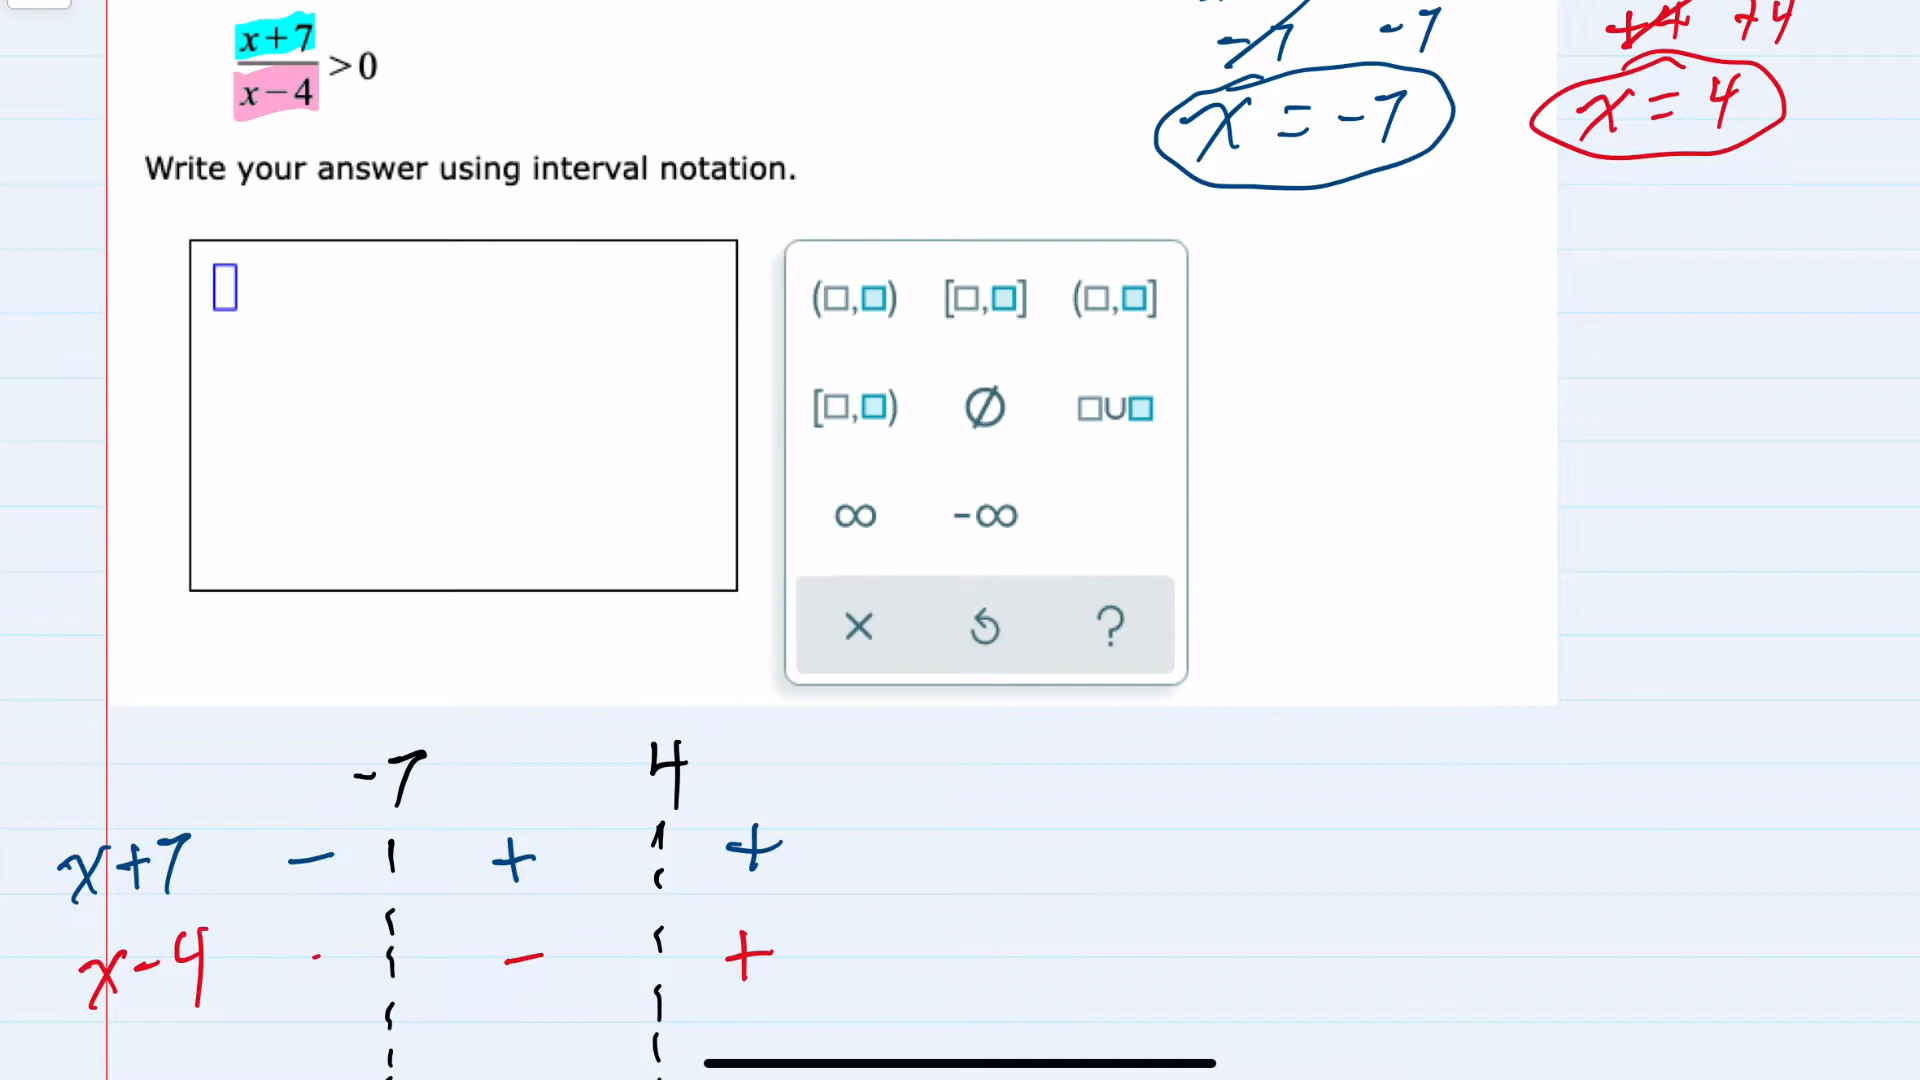 x+7 / x−4 > 0
-7 -7 +4 +4
x = -7 x = 4
Write your answer using interval notation.
(□,□) [□,□] (□,□]
[□,□) ∅ □∪□
∞ -∞
× ↺ ?
-7 4
x+7 - + +
x-4 - - +